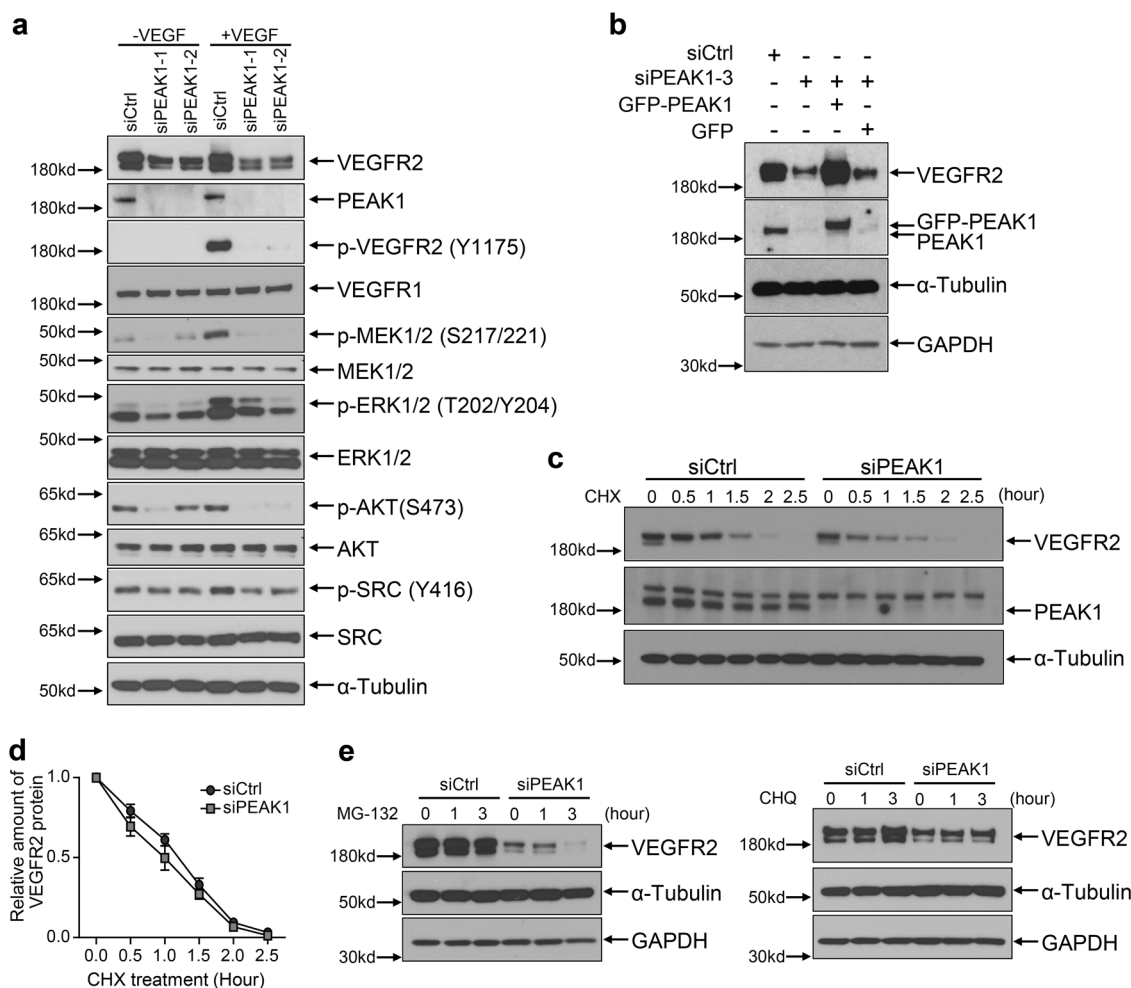 a
-VEGF +VEGF
siCtrl siPEAK1-1 siPEAK1-2 siCtrl siPEAK1-1 siPEAK1-2
180kd VEGFR2
180kd PEAK1
180kd p-VEGFR2 (Y1175)
180kd VEGFR1
50kd p-MEK1/2 (S217/221)
50kd MEK1/2
50kd p-ERK1/2 (T202/Y204)
50kd ERK1/2
65kd p-AKT(S473)
65kd AKT
65kd p-SRC (Y416)
65kd SRC
50kd α-Tubulin
b
siCtrl + - - -
siPEAK1-3 - + + +
GFP-PEAK1 - - + -
GFP - - - +
180kd VEGFR2
GFP-PEAK1
180kd PEAK1
50kd α-Tubulin
30kd GAPDH
c
siCtrl siPEAK1
CHX 0 0.5 1 1.5 2 2.5 0 0.5 1 1.5 2 2.5 (hour)
180kd VEGFR2
180kd PEAK1
50kd α-Tubulin
d
Relative amount of
VEGFR2 protein
1.0
0.5
0.0
siCtrl
siPEAK1
0.0 0.5 1.0 1.5 2.0 2.5
CHX treatment (Hour)
e
siCtrl siPEAK1
MG-132 0 1 3 0 1 3 (hour)
180kd VEGFR2
50kd α-Tubulin
30kd GAPDH
siCtrl siPEAK1
CHQ 0 1 3 0 1 3 (hour)
180kd VEGFR2
50kd α-Tubulin
30kd GAPDH